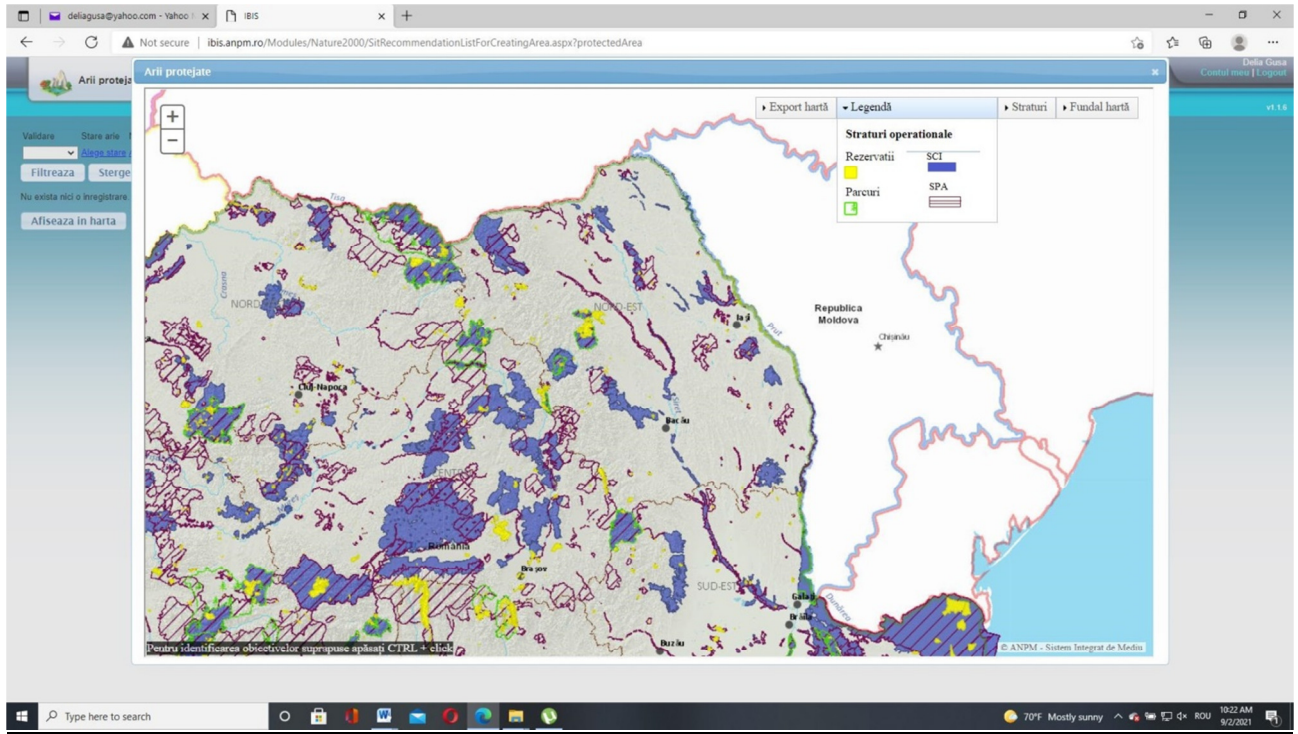 deliagusa@yahoo.com - Yahoo
IBIS
Not secure | ibis.anpm.ro/Modules/Nature2000/SitRecommendationListForCreatingArea.aspx?protectedArea
Arii proteja
Arii protejate
Delia Gusa
Contul meu | Logout
v1.1.6
Validare Stare arie
Alege stare
Filtreaza Sterge
Nu exista nici o inregistrare
Afiseaza in harta
+
−
Export hartă Legendă Straturi Fundal hartă
Straturi operationale
Rezervatii SCI
Parcuri SPA
Tisa
Crasna
NORD-EST
Iași
Prut
Republica
Moldova
Chișinău
Cluj-Napoca
Siret
Bacău
România
Brașov
SUD-EST
Galați
Brăila
Dunărea
Buzău
Pentru identificarea obiectivelor suprapuse apăsați CTRL + click
© ANPM - Sistem Integrat de Mediu
Type here to search
70°F Mostly sunny
ROU
10:22 AM
9/2/2021